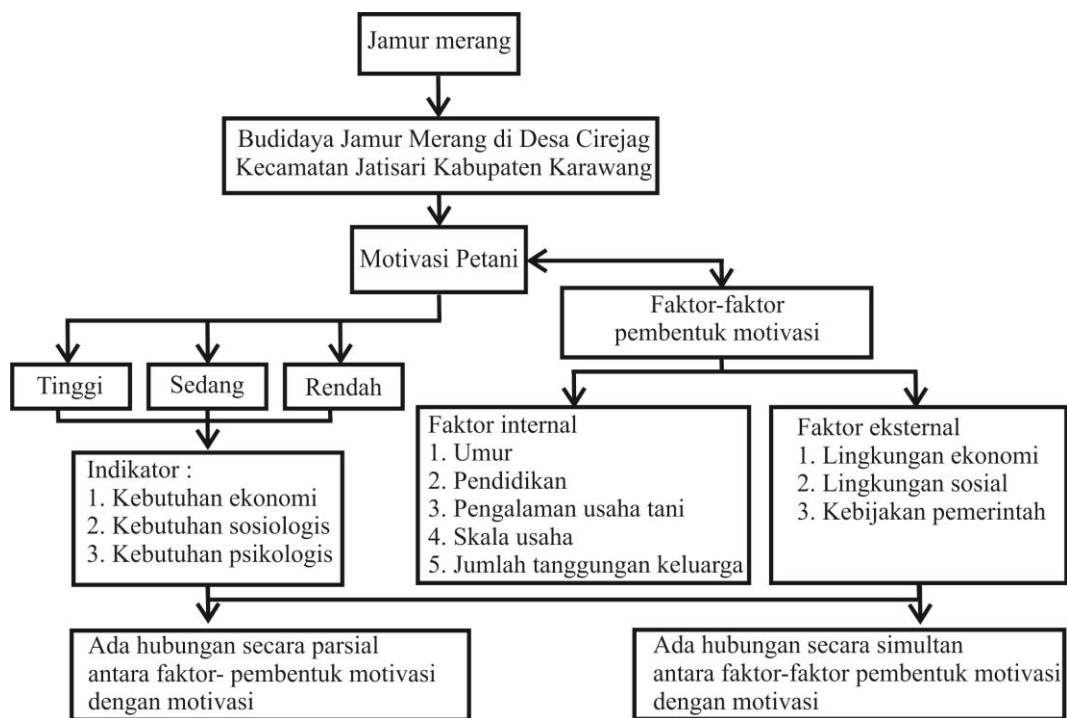 Jamur merang
Budidaya Jamur Merang di Desa Cirejag
Kecamatan Jatisari Kabupaten Karawang
Motivasi Petani
Faktor-faktor
pembentuk motivasi
Tinggi
Sedang
Rendah
Indikator :
1. Kebutuhan ekonomi
2. Kebutuhan sosiologis
3. Kebutuhan psikologis
Faktor internal
1. Umur
2. Pendidikan
3. Pengalaman usaha tani
4. Skala usaha
5. Jumlah tanggungan keluarga
Faktor eksternal
1. Lingkungan ekonomi
2. Lingkungan sosial
3. Kebijakan pemerintah
Ada hubungan secara parsial
antara faktor- pembentuk motivasi
dengan motivasi
Ada hubungan secara simultan
antara faktor-faktor pembentuk motivasi
dengan motivasi